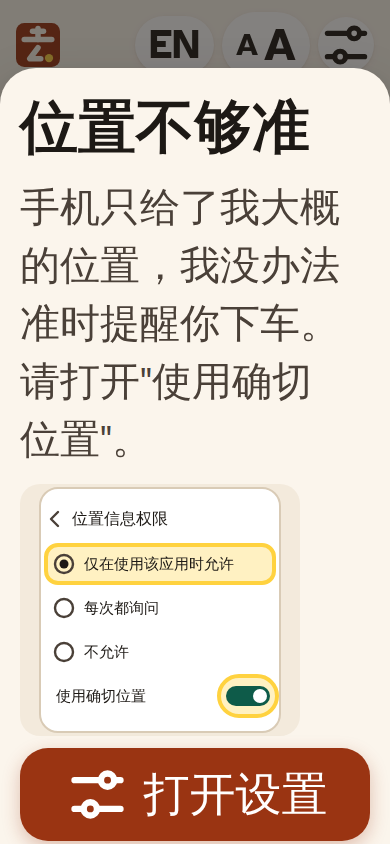 EN
A A
位置不够准
手机只给了我大概
的位置，我没办法
准时提醒你下车。
请打开"使用确切
位置"。
位置信息权限
仅在使用该应用时允许
每次都询问
不允许
使用确切位置
打开设置